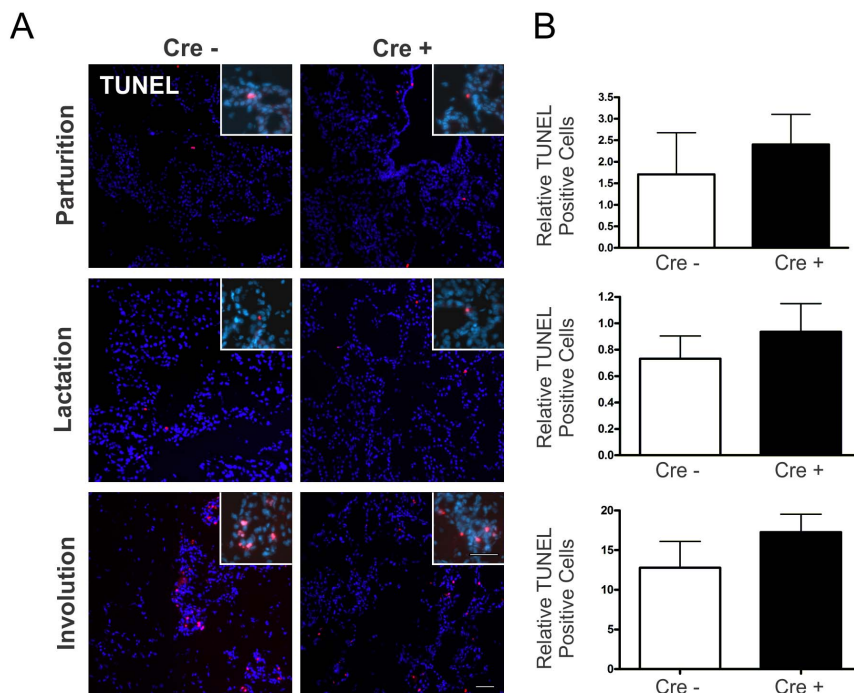 A
B
Cre -
Cre +
TUNEL
Parturition
Lactation
Involution
Relative TUNEL
Positive Cells
3.5
3.0
2.5
2.0
1.5
1.0
0.5
0.0
Cre -
Cre +
Relative TUNEL
Positive Cells
1.2
1.0
0.8
0.6
0.4
0.2
0.0
Cre -
Cre +
Relative TUNEL
Positive Cells
20
15
10
5
0
Cre -
Cre +